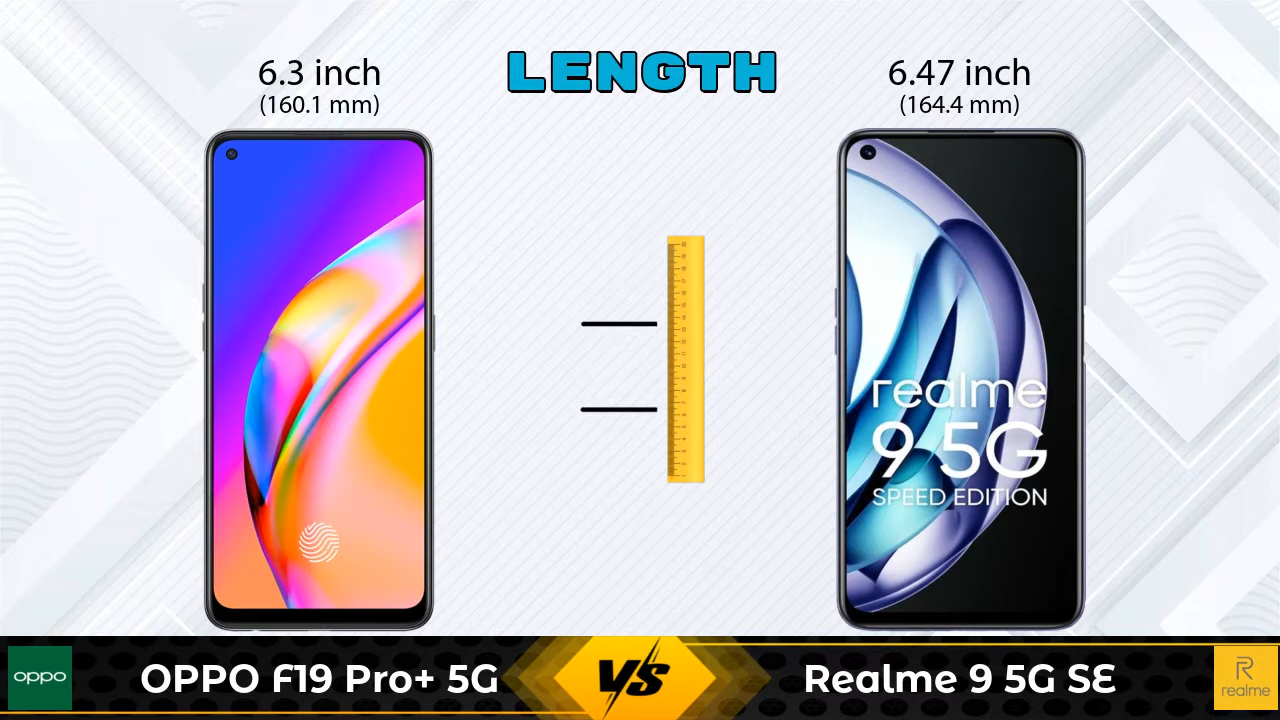 LENGTH
6.3 inch
(160.1 mm)
6.47 inch
(164.4 mm)
realme
9 5G
SPEED EDITION
oppo
OPPO F19 Pro+ 5G
VS
Realme 9 5G SE
R
realme